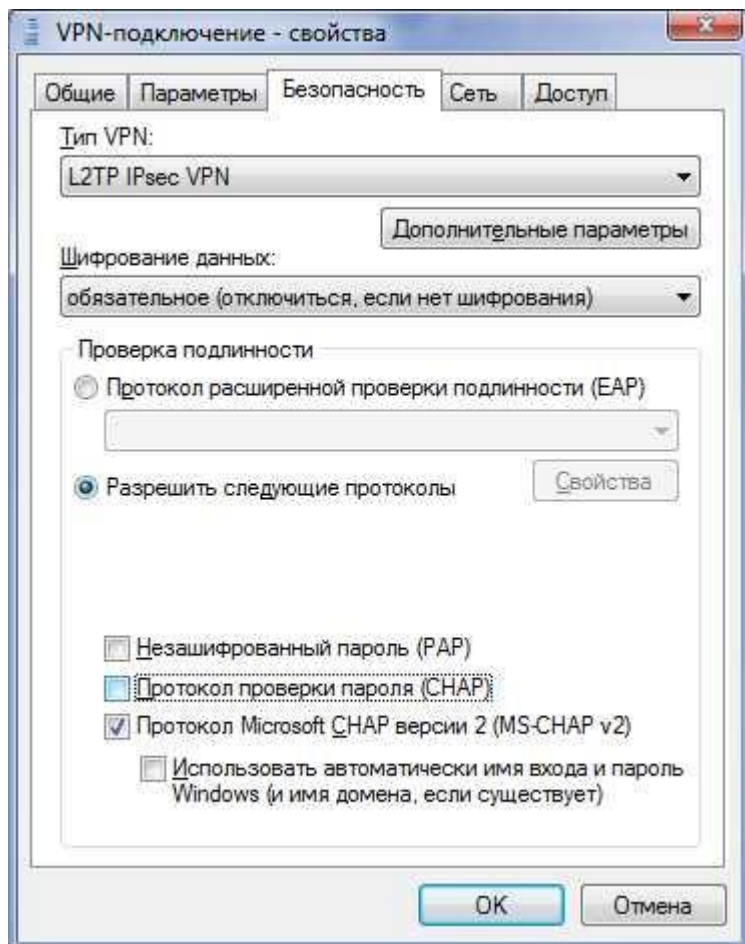 VPN-подключение - свойства
Общие Параметры Безопасность Сеть Доступ
Тип VPN:
L2TP IPsec VPN
Дополнительные параметры
Шифрование данных:
обязательное (отключиться, если нет шифрования)
Проверка подлинности
Протокол расширенной проверки подлинности (EAP)
Разрешить следующие протоколы
Свойства
Незашифрованный пароль (PAP)
Протокол проверки пароля (CHAP)
Протокол Microsoft CHAP версии 2 (MS-CHAP v2)
Использовать автоматически имя входа и пароль
Windows (и имя домена, если существует)
OK Отмена